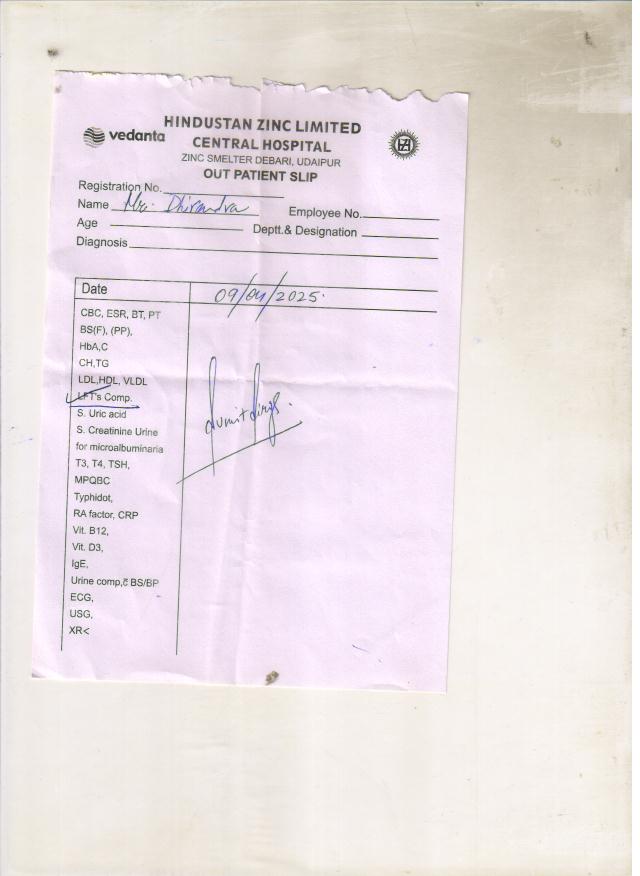 vedanta
HINDUSTAN ZINC LIMITED
CENTRAL HOSPITAL
ZINC SMELTER DEBARI, UDAIPUR
OUT PATIENT SLIP
Registration No.
Name Mr. Dhirendra Employee No.
Age Deptt.& Designation
Diagnosis
Date 09/04/2025.
CBC, ESR, BT, PT
BS(F), (PP),
HbA,C
CH,TG
LDL,HDL, VLDL
LFT's Comp.
S. Uric acid
S. Creatinine Urine
for microalbuminaria
T3, T4, TSH,
MPQBC
Typhidot,
RA factor, CRP
Vit. B12,
Vit. D3,
IgE,
Urine comp,c̄ BS/BP
ECG,
USG,
XR<